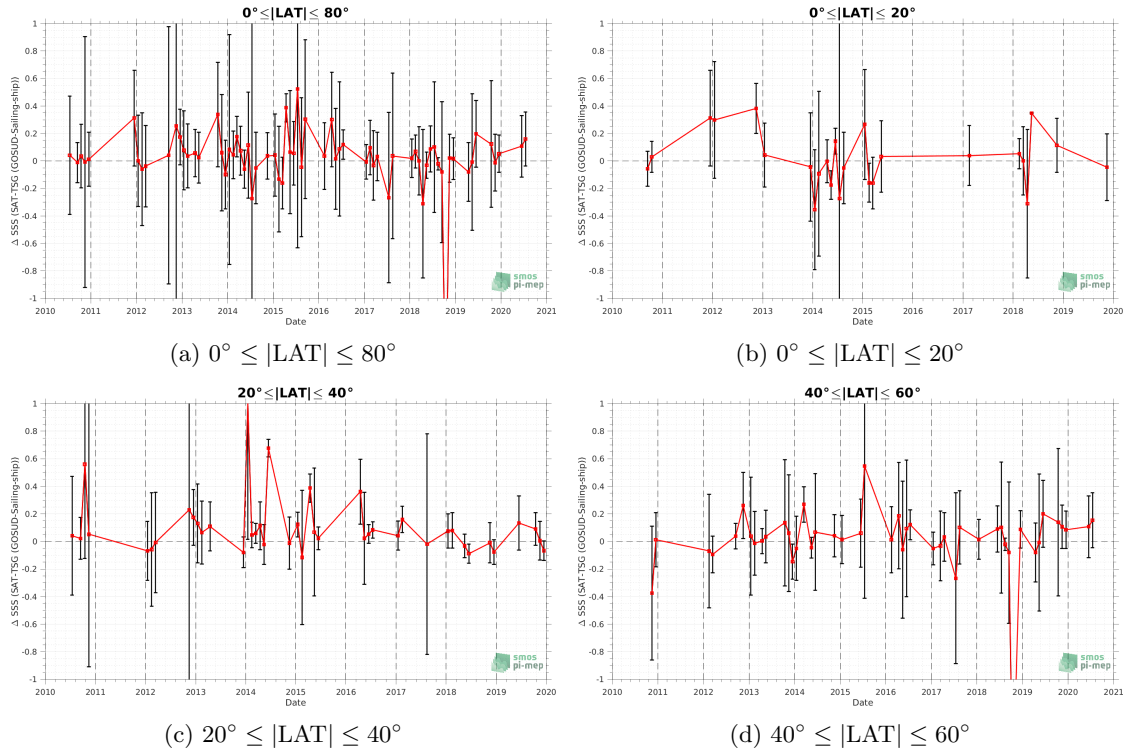 0°≤|LAT|≤ 80°
1
0.8
0.6
0.4
0.2
0
-0.2
-0.4
-0.6
-0.8
-1
Δ SSS (SAT-TSG (GOSUD-Sailing-ship))
2010 2011 2012 2013 2014 2015 2016 2017 2018 2019 2020 2021
Date
smos
pi-mep
(a) 0° ≤ |LAT| ≤ 80°
0°≤|LAT|≤ 20°
1
0.8
0.6
0.4
0.2
0
-0.2
-0.4
-0.6
-0.8
-1
Δ SSS (SAT-TSG (GOSUD-Sailing-ship))
2010 2011 2012 2013 2014 2015 2016 2017 2018 2019 2020
Date
smos
pi-mep
(b) 0° ≤ |LAT| ≤ 20°
20°≤|LAT|≤ 40°
1
0.8
0.6
0.4
0.2
0
-0.2
-0.4
-0.6
-0.8
-1
Δ SSS (SAT-TSG (GOSUD-Sailing-ship))
2010 2011 2012 2013 2014 2015 2016 2017 2018 2019 2020
Date
smos
pi-mep
(c) 20° ≤ |LAT| ≤ 40°
40°≤|LAT|≤ 60°
1
0.8
0.6
0.4
0.2
0
-0.2
-0.4
-0.6
-0.8
-1
Δ SSS (SAT-TSG (GOSUD-Sailing-ship))
2010 2011 2012 2013 2014 2015 2016 2017 2018 2019 2020 2021
Date
smos
pi-mep
(d) 40° ≤ |LAT| ≤ 60°